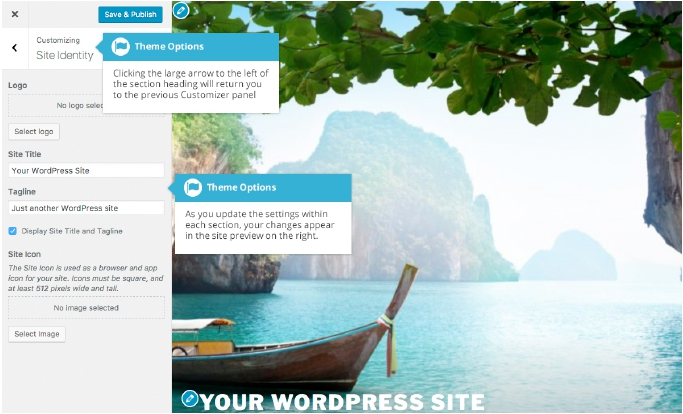 Save & Publish
Customizing
Site Identity
Theme Options
Clicking the large arrow to the left of
the section heading will return you
to the previous Customizer panel
Logo
No logo selec
Select logo
Site Title
Your WordPress Site
Tagline
Just another WordPress site
Theme Options
As you update the settings within
each section, your changes appear
in the site preview on the right.
Display Site Title and Tagline
Site Icon
The Site Icon is used as a browser and app
icon for your site. Icons must be square, and
at least 512 pixels wide and tall.
No image selected
Select Image
YOUR WORDPRESS SITE